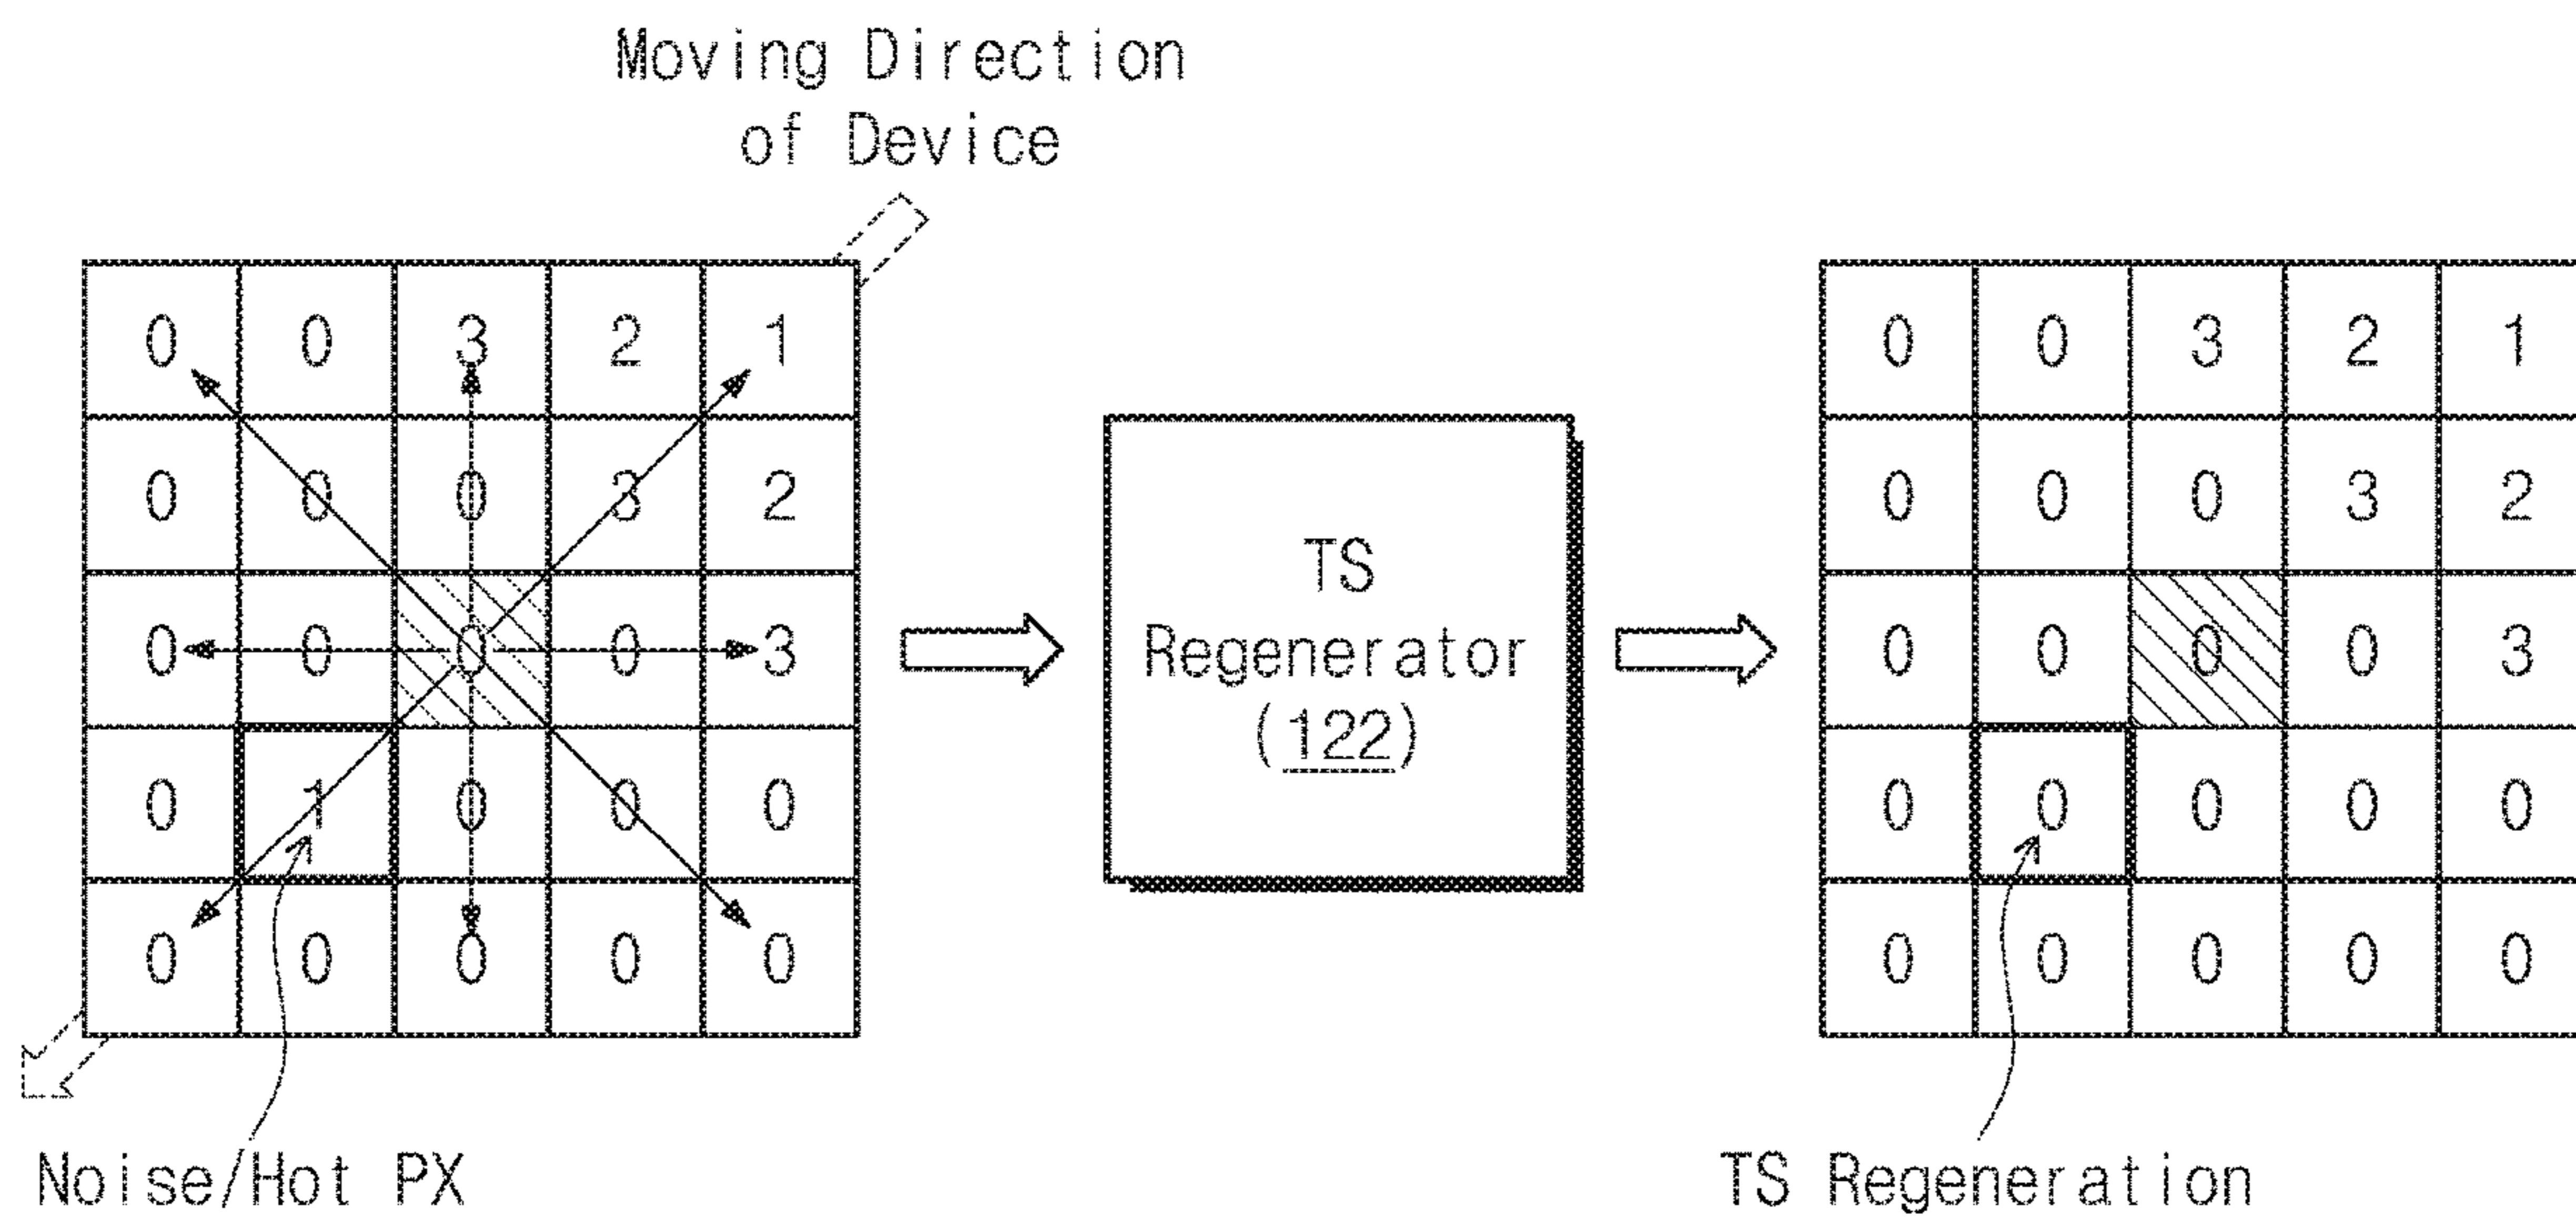 Moving Direction
of Device
0 0 3 2 1
0 0 0 3 2
0 0 0 0 3
0 1 0 0 0
0 0 0 0 0
TS
Regenerator
(122)
0 0 3 2 1
0 0 0 3 2
0 0 0 0 3
0 0 0 0 0
0 0 0 0 0
Noise/Hot PX
TS Regeneration